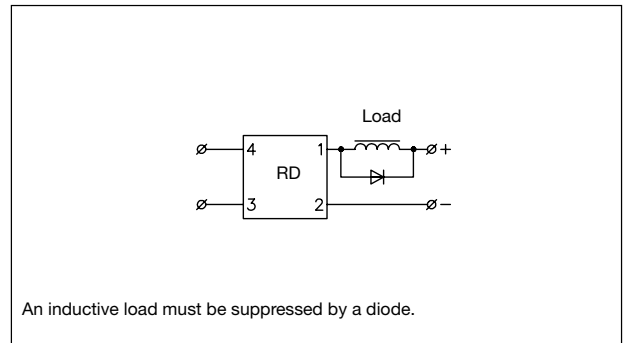 Load
4 1 +
RD
3 2 −
An inductive load must be suppressed by a diode.